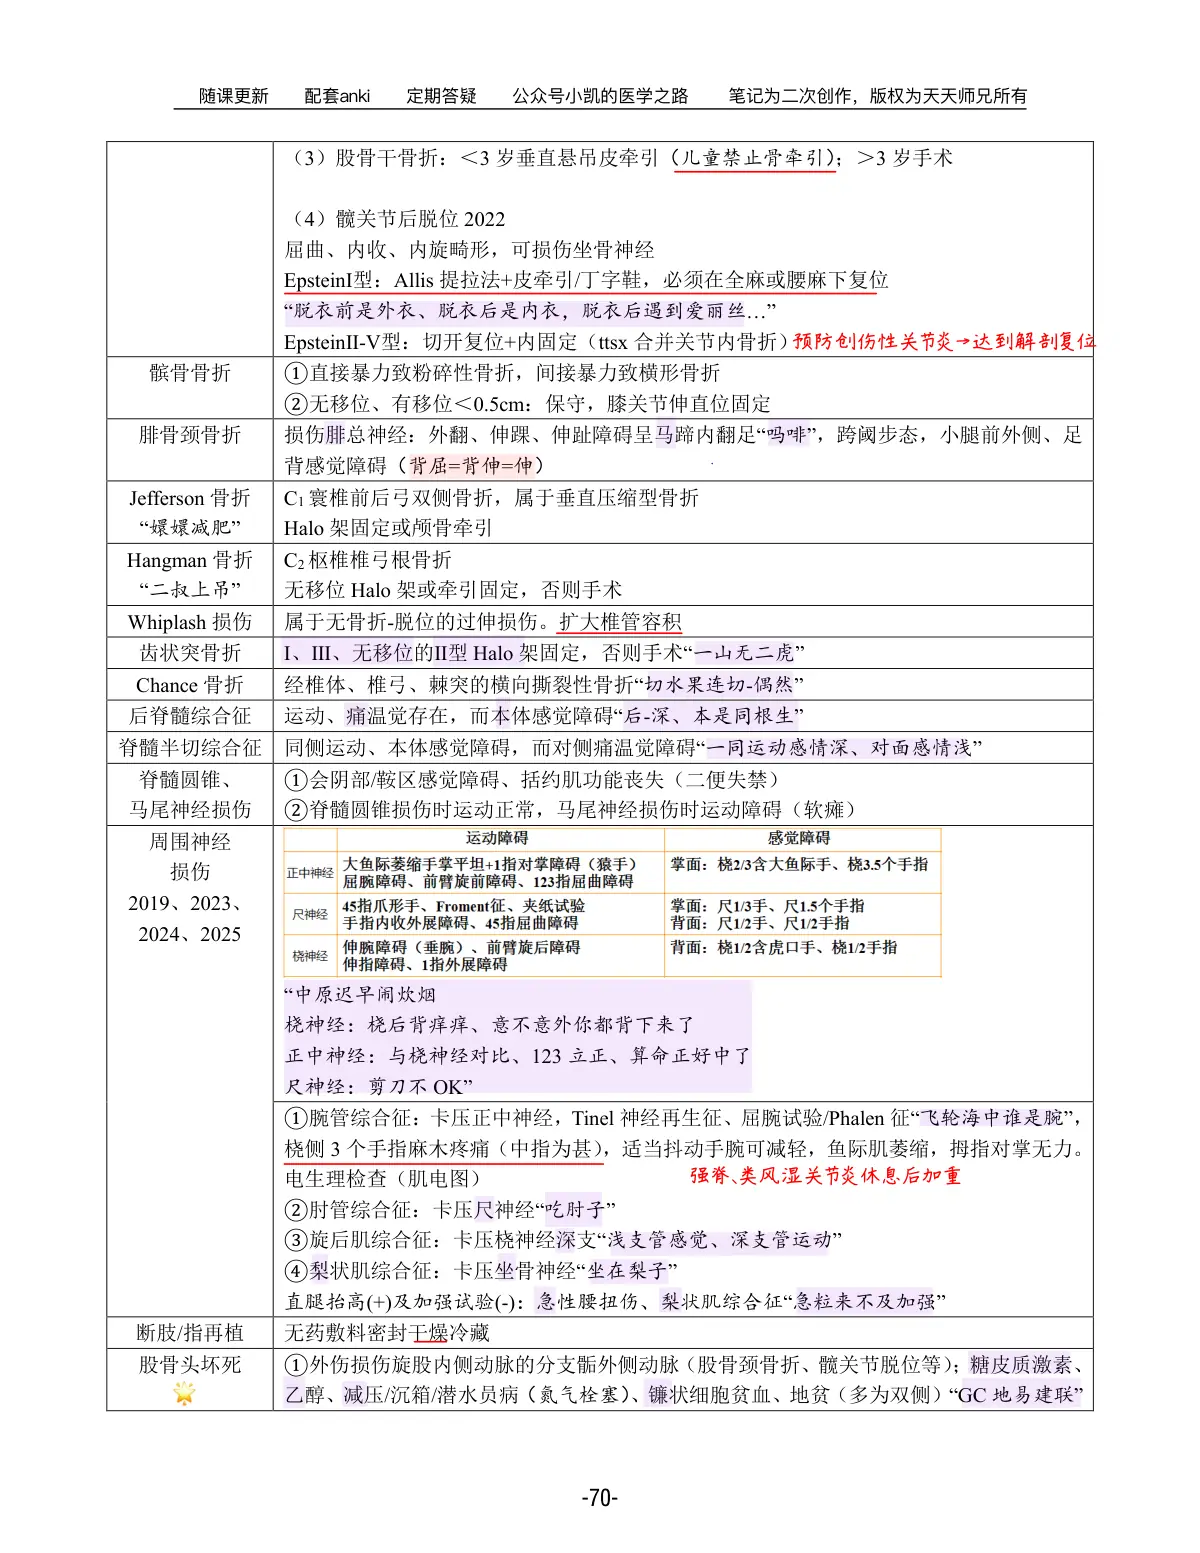 随课更新 配套anki 定期答疑 公众号小凯的医学之路 笔记为二次创作，版权为天天师兄所有
（3）股骨干骨折：＜3 岁垂直悬吊皮牵引（儿童禁止骨牵引）；＞3 岁手术
（4）髋关节后脱位 2022
屈曲、内收、内旋畸形，可损伤坐骨神经
EpsteinI型：Allis 提拉法+皮牵引/丁字鞋，必须在全麻或腰麻下复位
“脱衣前是外衣、脱衣后是内衣，脱衣后遇到爱丽丝…”
EpsteinII-V型：切开复位+内固定（ttsx 合并关节内骨折）预防创伤性关节炎→达到解剖复位
髌骨骨折
①直接暴力致粉碎性骨折，间接暴力致横形骨折
②无移位、有移位＜0.5cm：保守，膝关节伸直位固定
腓骨颈骨折
损伤腓总神经：外翻、伸踝、伸趾障碍呈马蹄内翻足“吗啡”，跨阈步态，小腿前外侧、足
背感觉障碍（背屈=背伸=伸）
Jefferson 骨折
“嬛嬛减肥”
C1 寰椎前后弓双侧骨折，属于垂直压缩型骨折
Halo 架固定或颅骨牵引
Hangman 骨折
“二叔上吊”
C2 枢椎椎弓根骨折
无移位 Halo 架或牵引固定，否则手术
Whiplash 损伤
属于无骨折-脱位的过伸损伤。扩大椎管容积
齿状突骨折
I、III、无移位的II型 Halo 架固定，否则手术“一山无二虎”
Chance 骨折
经椎体、椎弓、棘突的横向撕裂性骨折“切水果连切-偶然”
后脊髓综合征
运动、痛温觉存在，而本体感觉障碍“后-深、本是同根生”
脊髓半切综合征
同侧运动、本体感觉障碍，而对侧痛温觉障碍“一同运动感情深、对面感情浅”
脊髓圆锥、
马尾神经损伤
①会阴部/鞍区感觉障碍、括约肌功能丧失（二便失禁）
②脊髓圆锥损伤时运动正常，马尾神经损伤时运动障碍（软瘫）
周围神经
损伤
2019、2023、
2024、2025
运动障碍 感觉障碍
正中神经
大鱼际萎缩手掌平坦+1指对掌障碍（猿手）
屈腕障碍、前臂旋前障碍、123指屈曲障碍
掌面：桡2/3含大鱼际手、桡3.5个手指
尺神经
45指爪形手、Froment征、夹纸试验
手指内收外展障碍、45指屈曲障碍
掌面：尺1/3手、尺1.5个手指
背面：尺1/2手、尺1/2手指
桡神经
伸腕障碍（垂腕）、前臂旋后障碍
伸指障碍、1指外展障碍
背面：桡1/2含虎口手、桡1/2手指
“中原迟早闹炊烟
桡神经：桡后背痒痒、意不意外你都背下来了
正中神经：与桡神经对比、123 立正、算命正好中了
尺神经：剪刀不 OK”
①腕管综合征：卡压正中神经，Tinel 神经再生征、屈腕试验/Phalen 征“飞轮海中谁是腕”，
桡侧 3 个手指麻木疼痛（中指为甚），适当抖动手腕可减轻，鱼际肌萎缩，拇指对掌无力。
电生理检查（肌电图） 强脊、类风湿关节炎休息后加重
②肘管综合征：卡压尺神经“吃肘子”
③旋后肌综合征：卡压桡神经深支“浅支管感觉、深支管运动”
④梨状肌综合征：卡压坐骨神经“坐在梨子”
直腿抬高(+)及加强试验(-)：急性腰扭伤、梨状肌综合征“急粒来不及加强”
断肢/指再植
无药敷料密封干燥冷藏
股骨头坏死
①外伤损伤旋股内侧动脉的分支骺外侧动脉（股骨颈骨折、髋关节脱位等）；糖皮质激素、
乙醇、减压/沉箱/潜水员病（氮气栓塞）、镰状细胞贫血、地贫（多为双侧）“GC 地易建联”
-70-